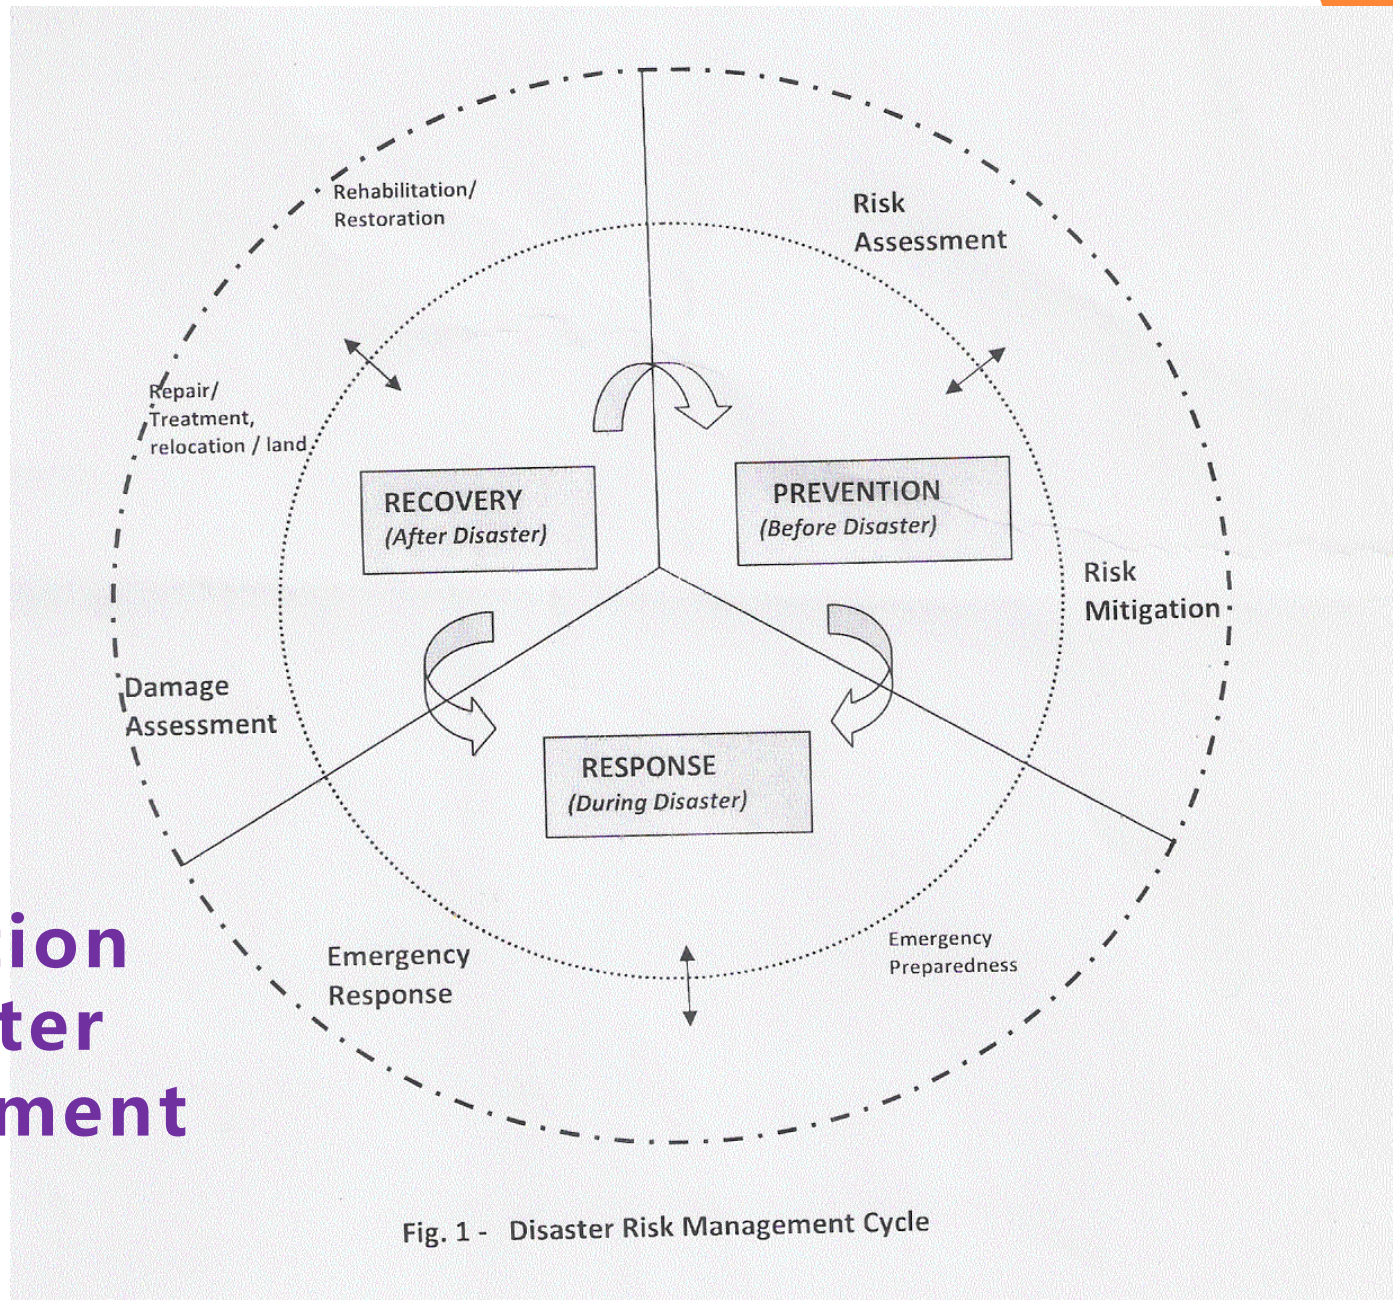 Rehabilitation/
Restoration
Risk
Assessment
Repair/
Treatment,
relocation / land
RECOVERY
(After Disaster)
PREVENTION
(Before Disaster)
Risk
Mitigation
Damage
Assessment
RESPONSE
(During Disaster)
Emergency
Response
Emergency
Preparedness
tion
ter
ment
Fig. 1 - Disaster Risk Management Cycle